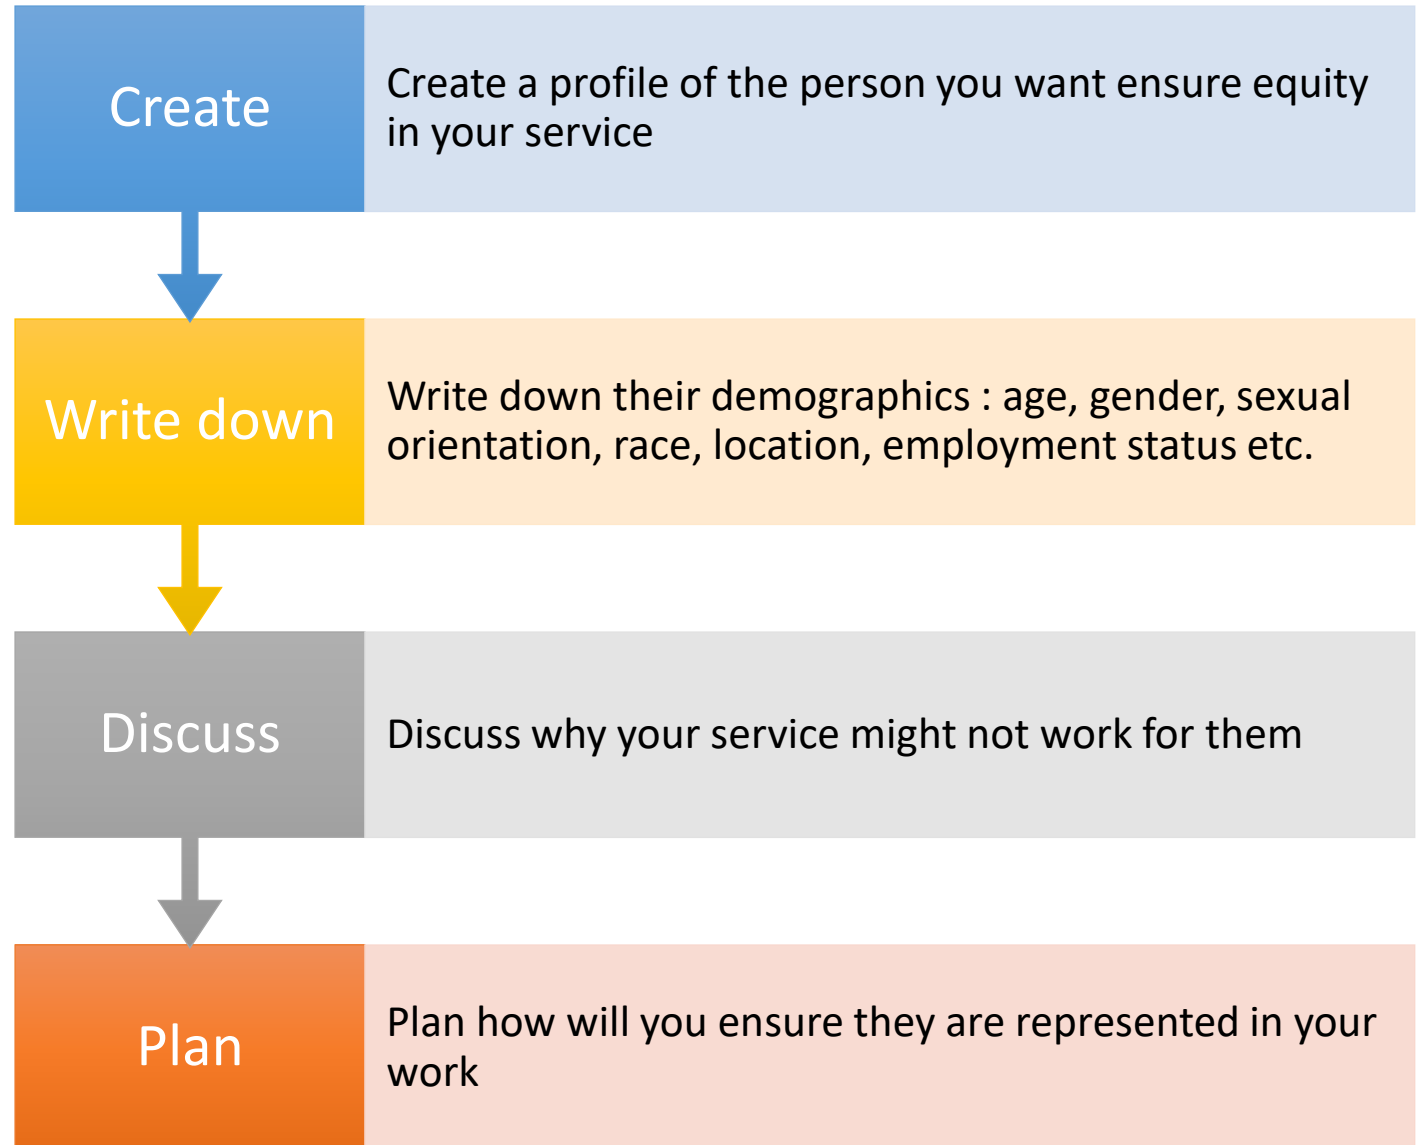 Create
Create a profile of the person you want ensure equity
in your service
Write down
Write down their demographics : age, gender, sexual
orientation, race, location, employment status etc.
Discuss
Discuss why your service might not work for them
Plan
Plan how will you ensure they are represented in your
work